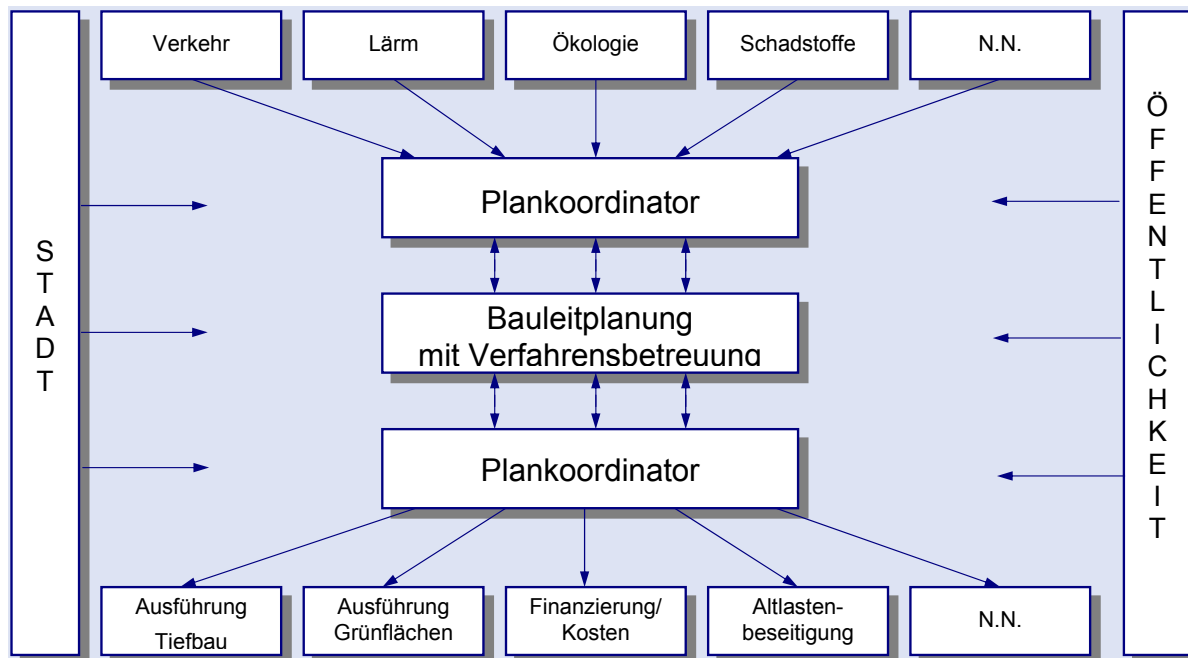 Verkehr
Lärm
Ökologie
Schadstoffe
N.N.
STADT
ÖFFENTLICHKEIT
Plankoordinator
Bauleitplanung
mit Verfahrensbetreuung
Plankoordinator
Ausführung
Tiefbau
Ausführung
Grünflächen
Finanzierung/
Kosten
Altlasten-
beseitigung
N.N.